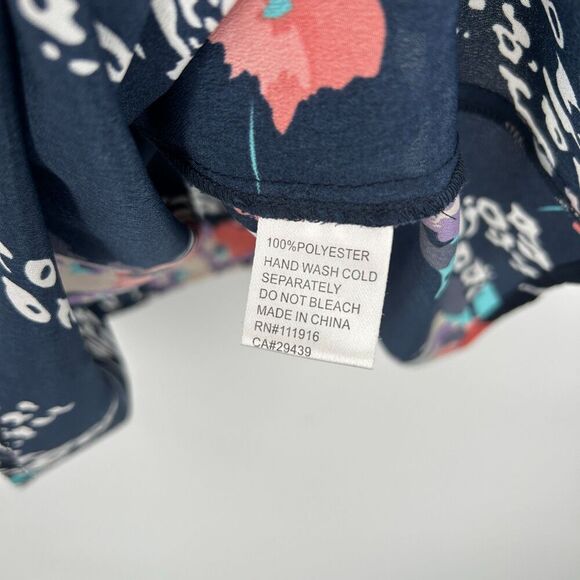 100%POLYESTER
HAND WASH COLD
SEPARATELY
DO NOT BLEACH
MADE IN CHINA
RN#111916
CA#29439